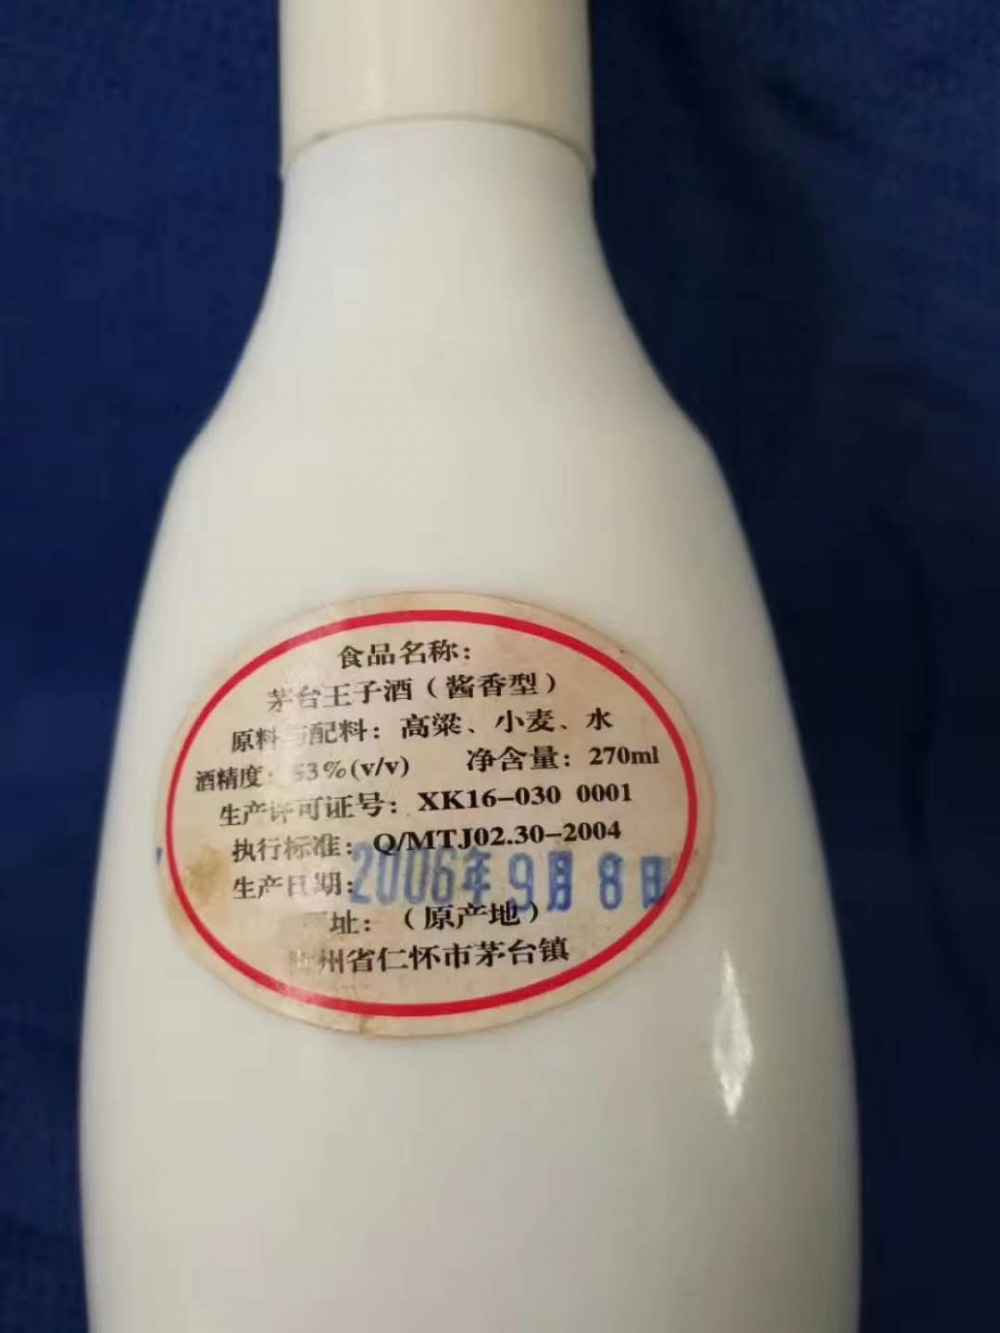 食品名称：
茅台王子酒（酱香型）
原料与配料：高粱、小麦、水
酒精度：53%(v/v) 净含量：270ml
生产许可证号：XK16-030 0001
执行标准：Q/MTJ02.30-2004
生产日期：2006年9月8日
址：（原产地）
州省仁怀市茅台镇